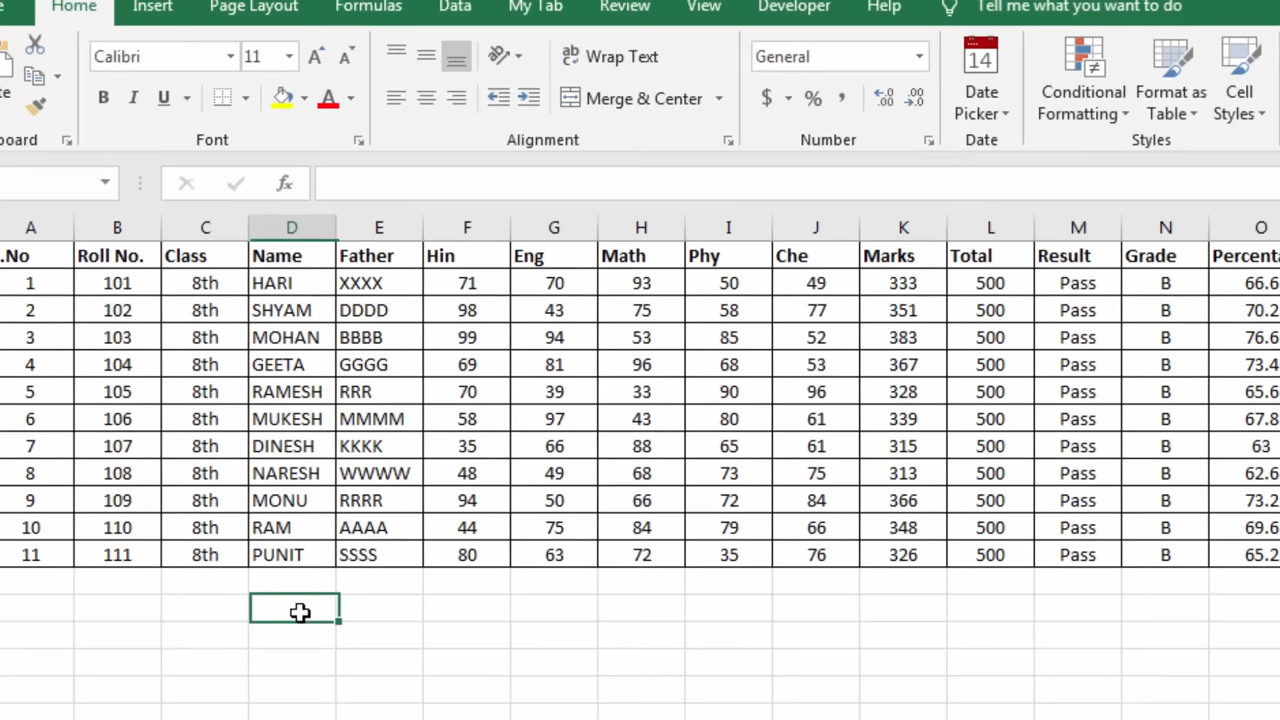 Home Insert Page Layout Formulas Data My Tab Review View Developer Help Tell me what you want to do
Calibri 11 Wrap Text General 14
B I U A Merge & Center $ % Date Picker Conditional Formatting Format as Table Cell Styles
Font Alignment Number Date Styles
fx
A B C D E F G H I J K L M N O
.No Roll No. Class Name Father Hin Eng Math Phy Che Marks Total Result Grade Percenta
1 101 8th HARI XXXX 71 70 93 50 49 333 500 Pass B 66.6
2 102 8th SHYAM DDDD 98 43 75 58 77 351 500 Pass B 70.2
3 103 8th MOHAN BBBB 99 94 53 85 52 383 500 Pass B 76.6
4 104 8th GEETA GGGG 69 81 96 68 53 367 500 Pass B 73.4
5 105 8th RAMESH RRR 70 39 33 90 96 328 500 Pass B 65.6
6 106 8th MUKESH MMMM 58 97 43 80 61 339 500 Pass B 67.8
7 107 8th DINESH KKKK 35 66 88 65 61 315 500 Pass B 63
8 108 8th NARESH WWWW 48 49 68 73 75 313 500 Pass B 62.6
9 109 8th MONU RRRR 94 50 66 72 84 366 500 Pass B 73.2
10 110 8th RAM AAAA 44 75 84 79 66 348 500 Pass B 69.6
11 111 8th PUNIT SSSS 80 63 72 35 76 326 500 Pass B 65.2